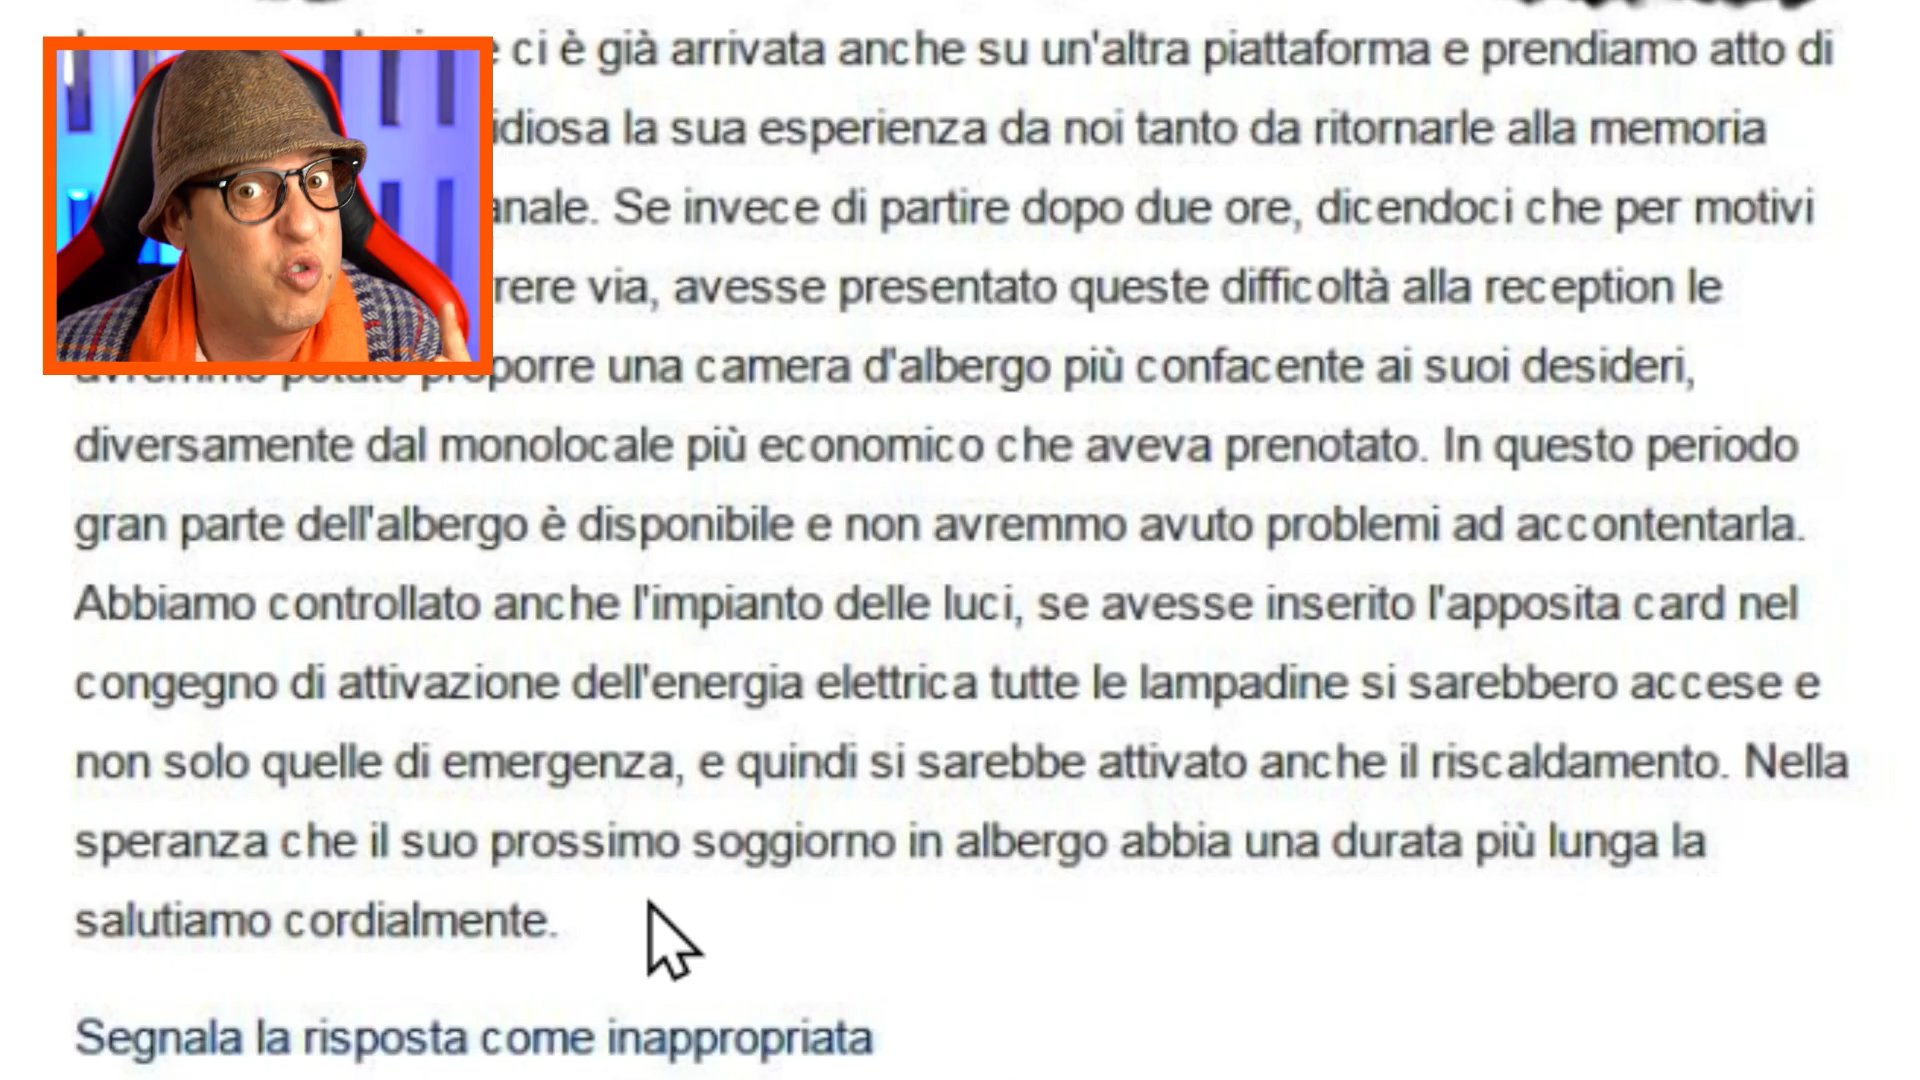 ci è già arrivata anche su un'altra piattaforma e prendiamo atto di
la sua esperienza da noi tanto da ritornarle alla memoria
Se invece di partire dopo due ore, dicendoci che per motivi
via, avesse presentato queste difficoltà alla reception le
una camera d'albergo più confacente ai suoi desideri,
diversamente dal monolocale più economico che aveva prenotato. In questo periodo
gran parte dell'albergo è disponibile e non avremmo avuto problemi ad accontentarla.
Abbiamo controllato anche l'impianto delle luci, se avesse inserito l'apposita card nel
congegno di attivazione dell'energia elettrica tutte le lampadine si sarebbero accese e
non solo quelle di emergenza, e quindi si sarebbe attivato anche il riscaldamento. Nella
speranza che il suo prossimo soggiorno in albergo abbia una durata più lunga la
salutiamo cordialmente.
Segnala la risposta come inappropriata